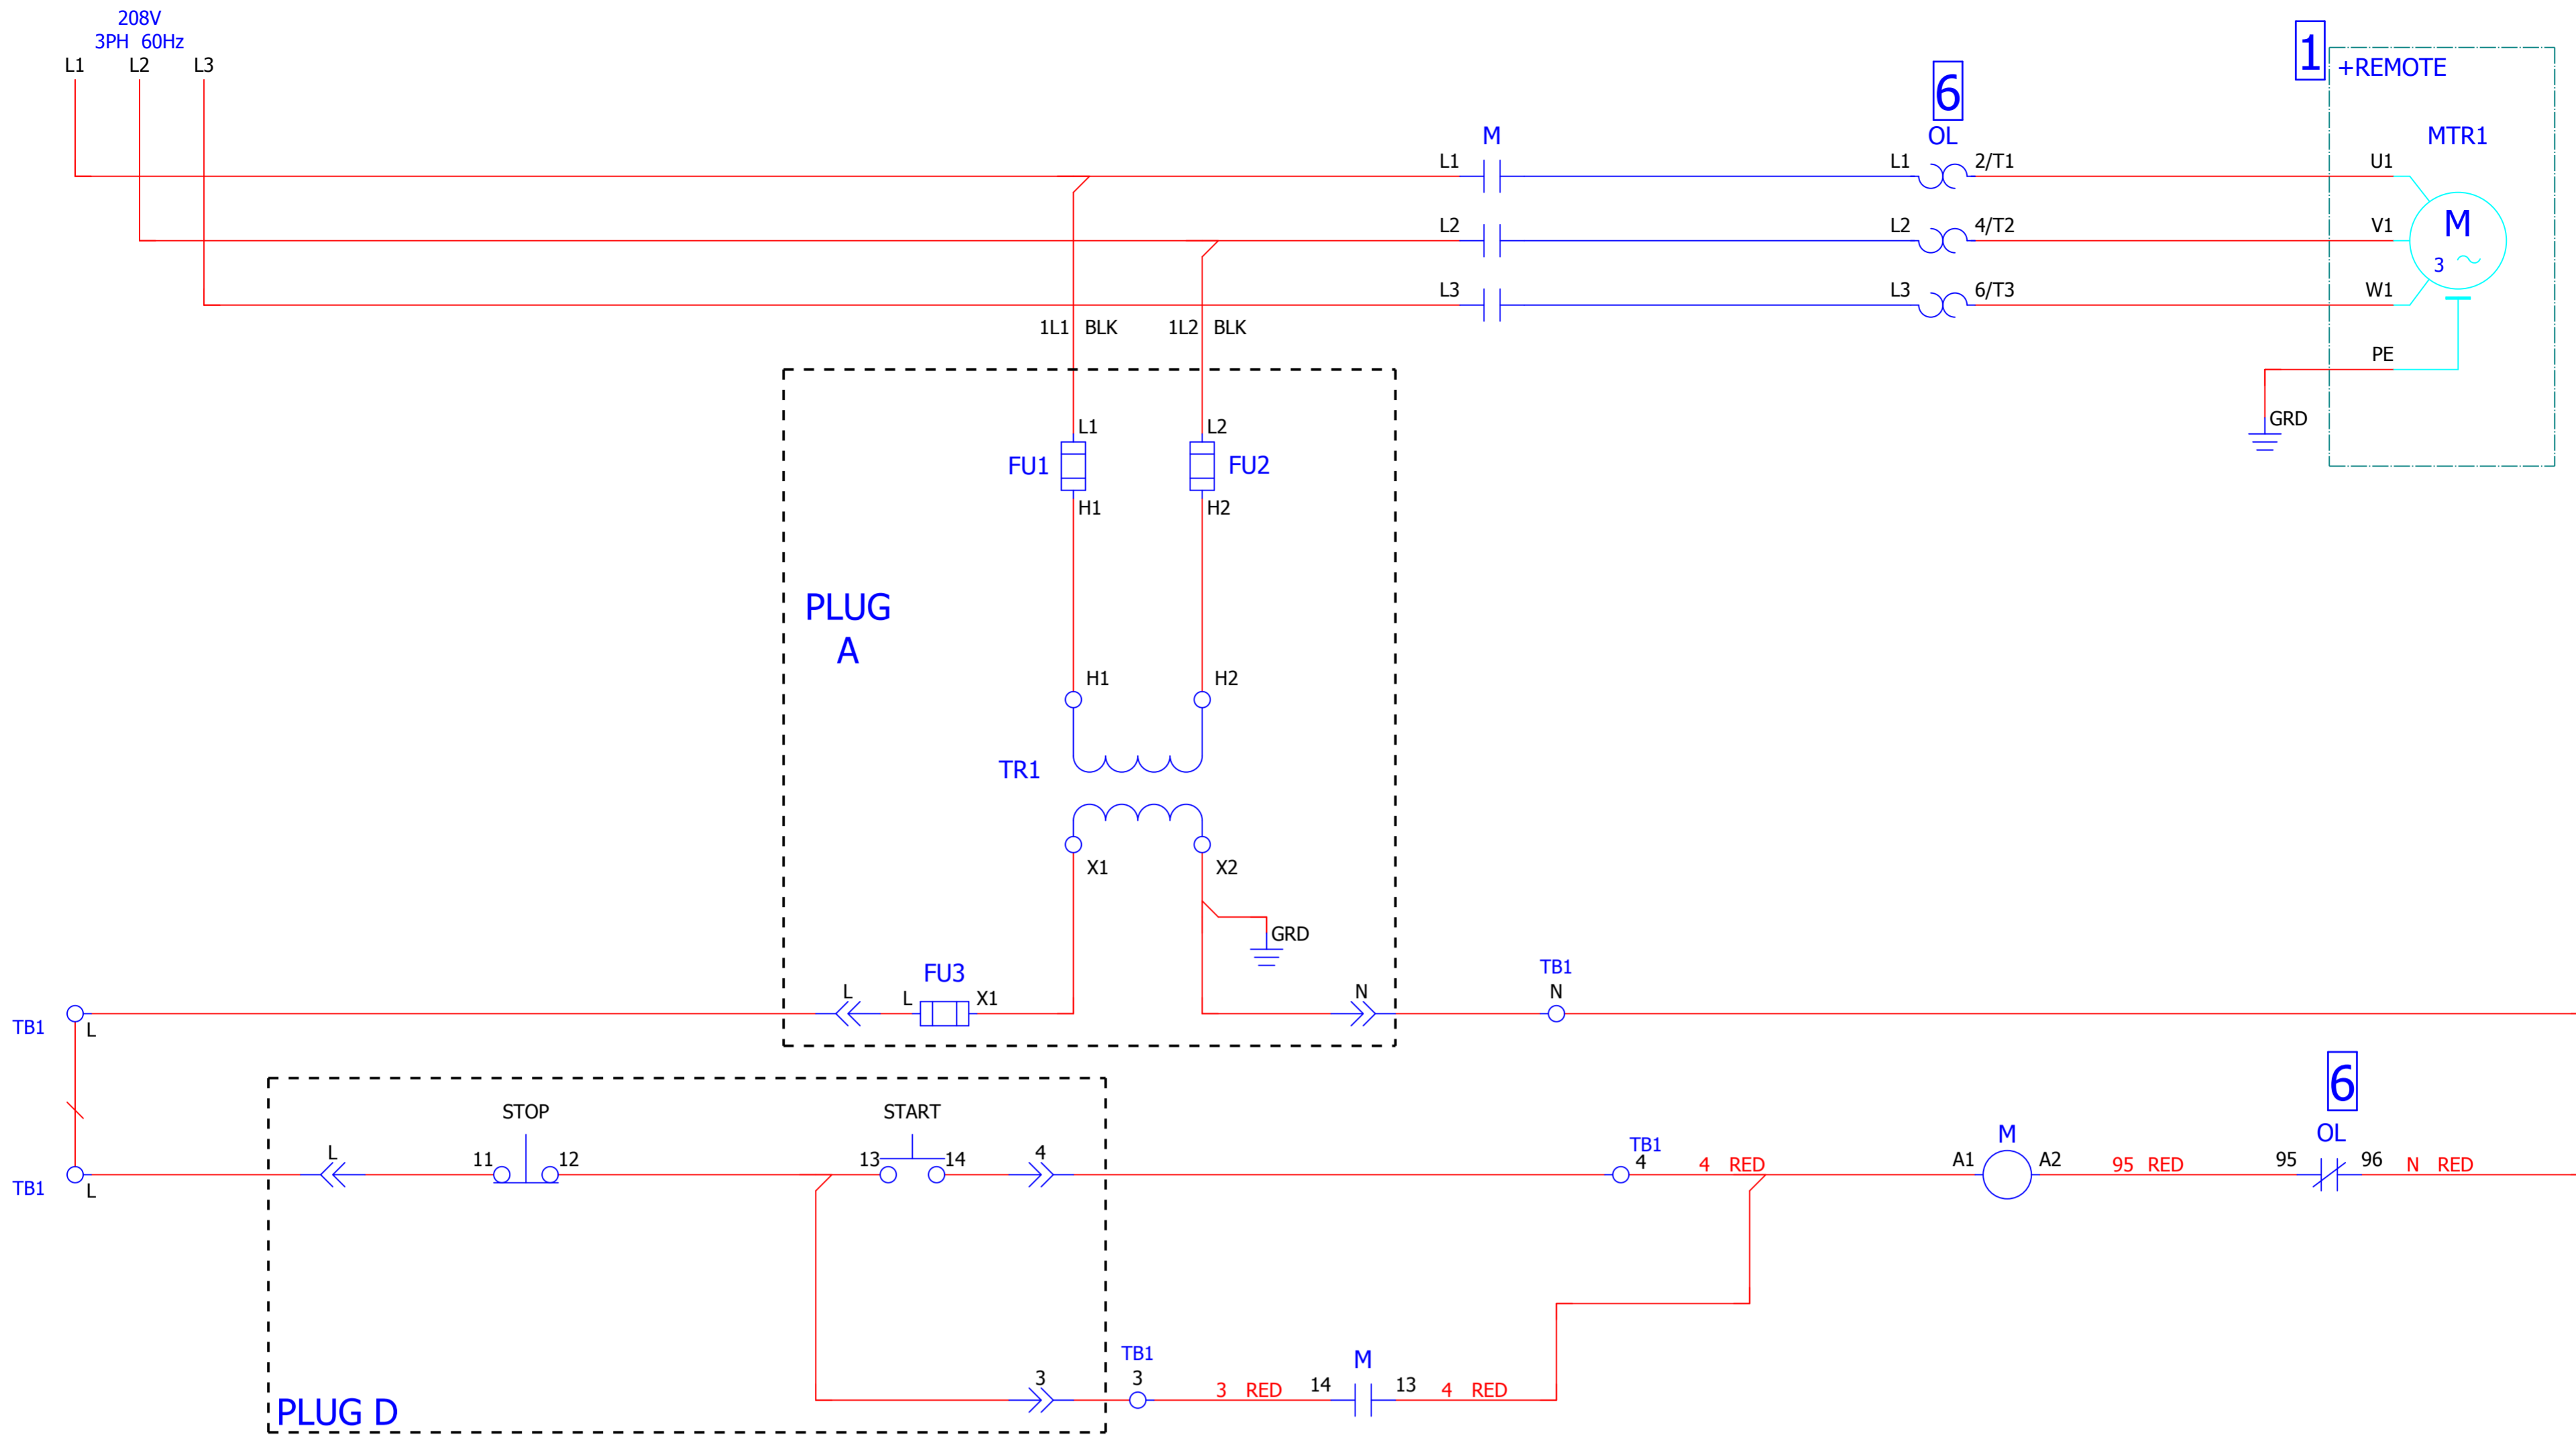 208V
3PH 60Hz
L1 L2 L3
1
+REMOTE
6
OL
M
MTR1
L1 L1 2/T1 U1
L2 L2 4/T2 V1
M
3
L3 L3 6/T3 W1
1L1 BLK 1L2 BLK
PE
GRD
L1 L2
FU1 FU2
H1 H2
PLUG
A
H1 H2
TR1
X1 X2
GRD
FU3
TB1
L L X1 N N
TB1 L
6
STOP START
TB1 M OL
L 11 12 13 14 4 4 4 RED A1 A2 95 RED 95 96 N RED
TB1 L
TB1 M
3 3 3 RED 14 13 4 RED
PLUG D